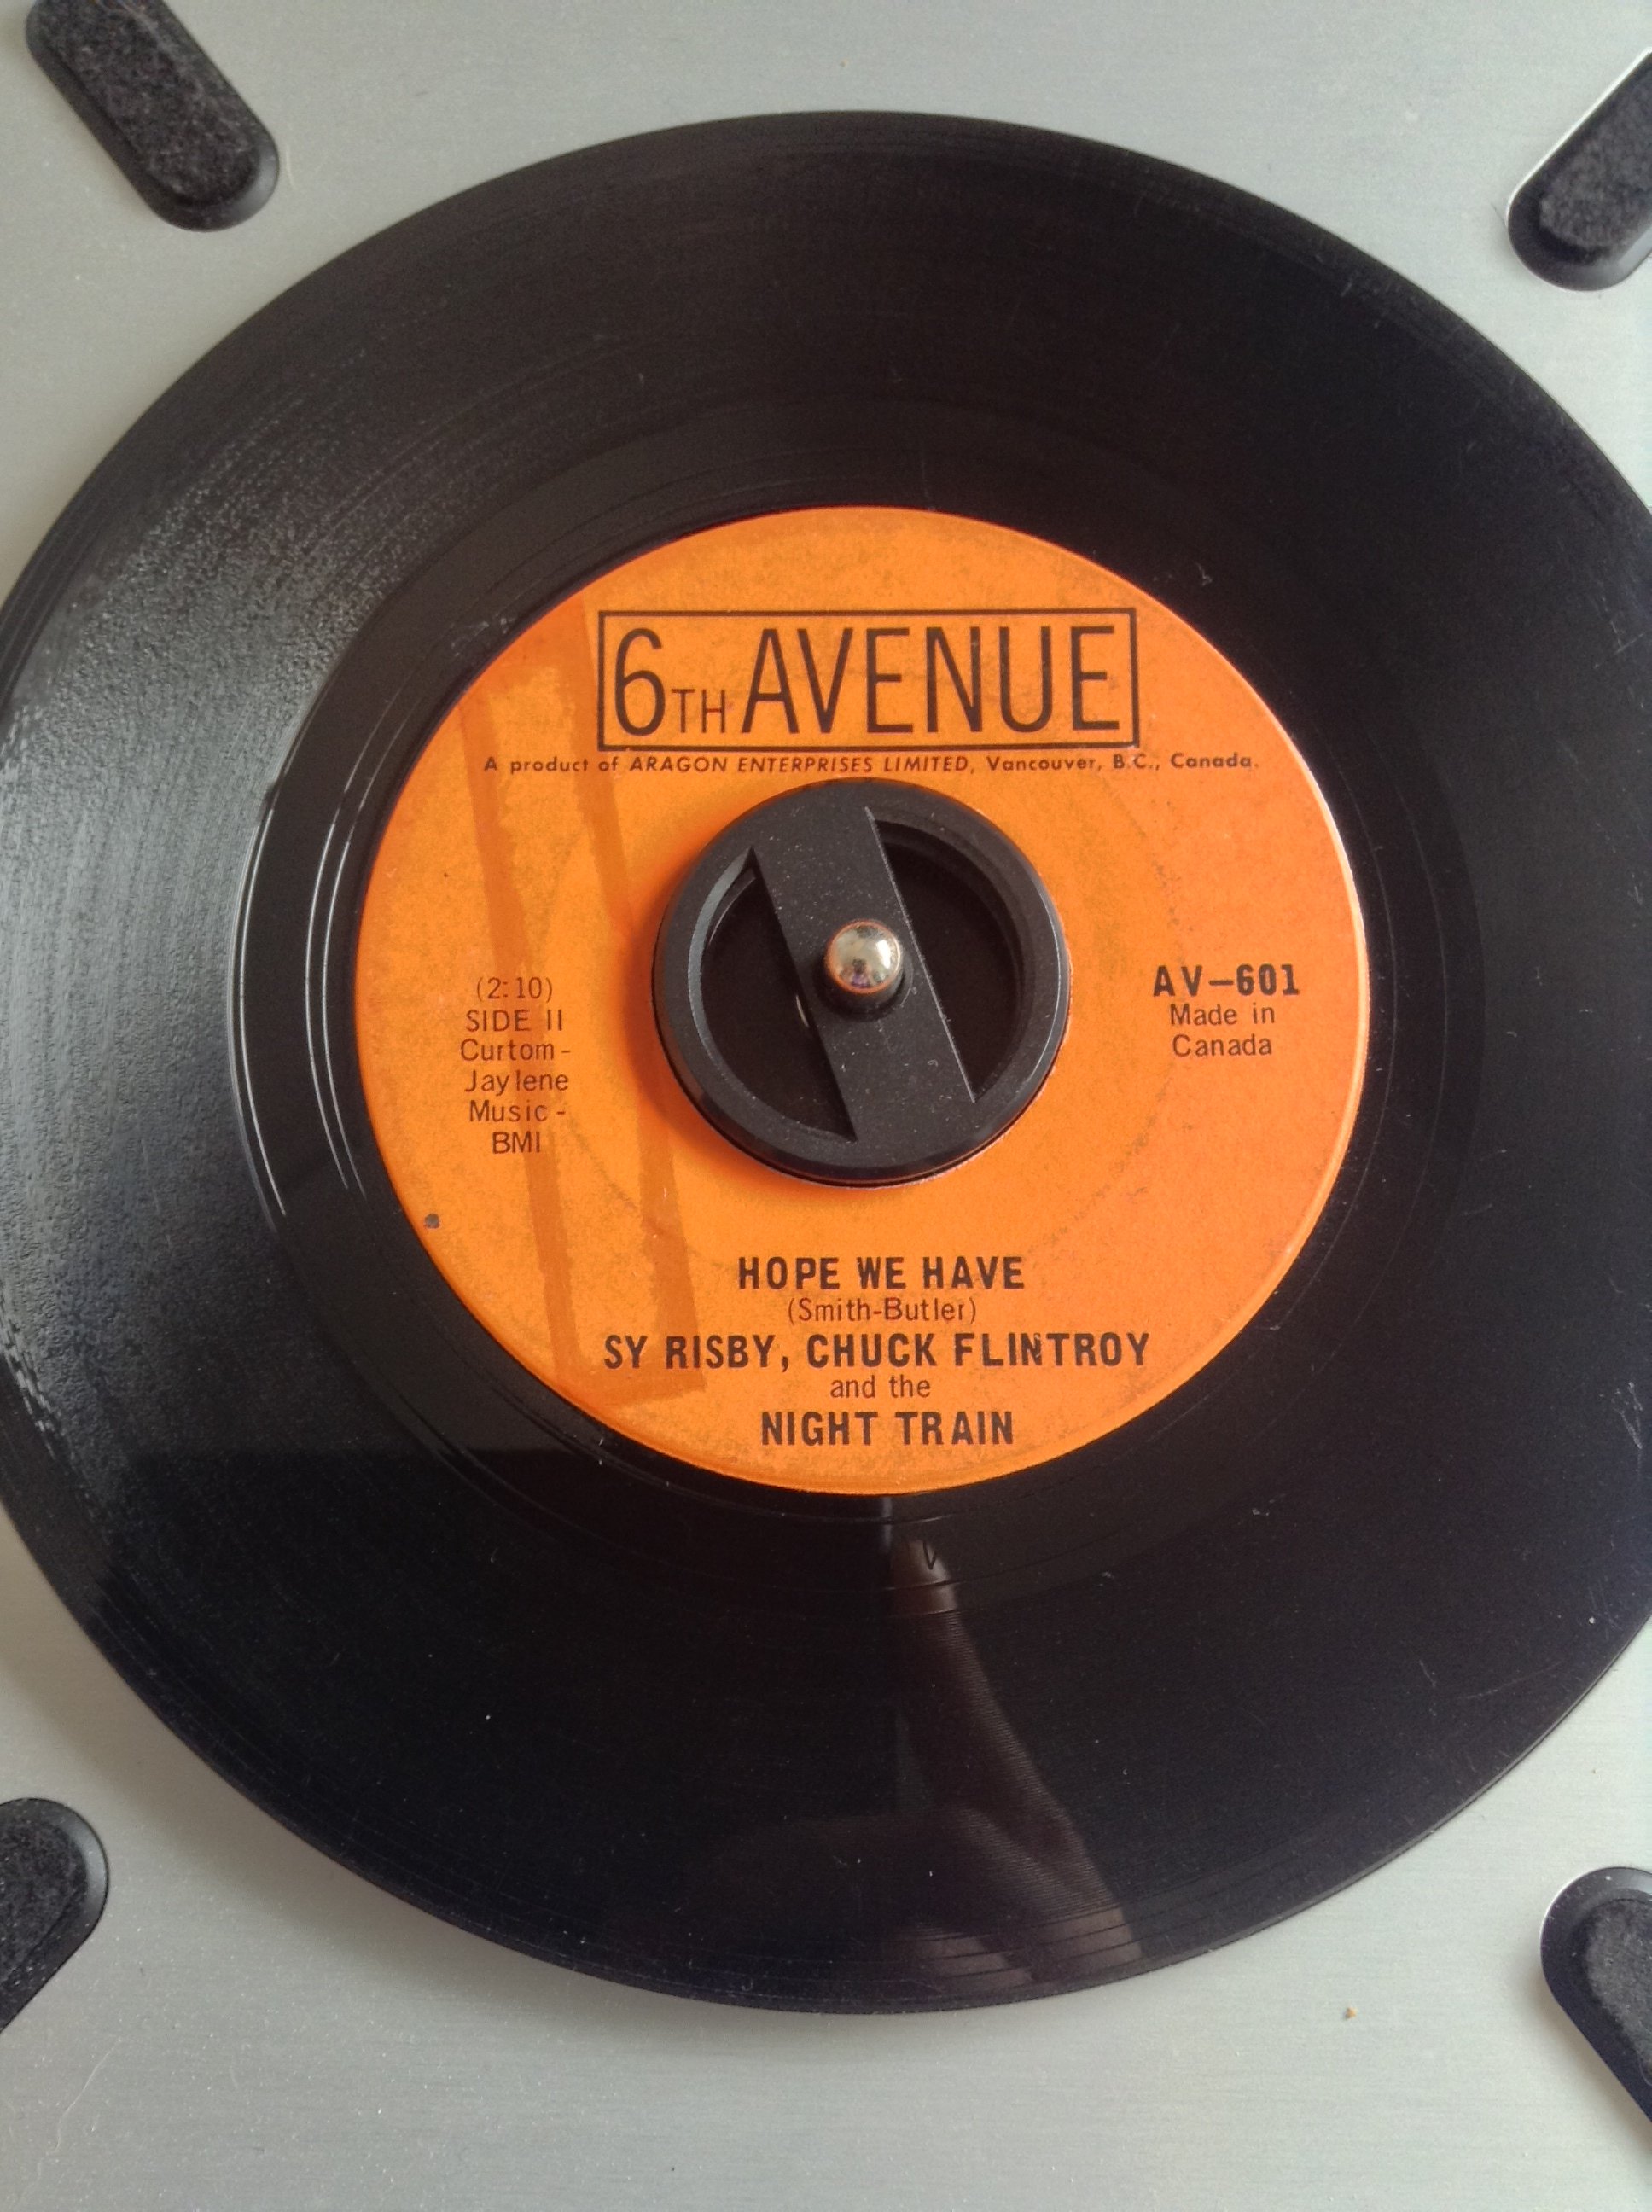 6TH AVENUE
A product of ARAGON ENTERPRISES LIMITED, Vancouver, B.C., Canada.
(2:10)
SIDE II
Curtom-
Jaylene
Music-
BMI
AV-601
Made in
Canada
HOPE WE HAVE
(Smith-Butler)
SY RISBY, CHUCK FLINTROY
and the
NIGHT TRAIN